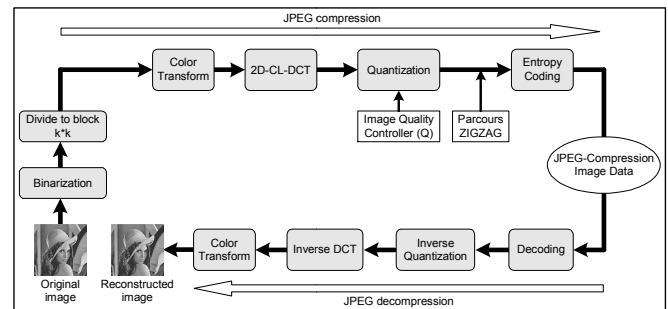 JPEG compression
Color
Transform
2D-CL-DCT
Quantization
Entropy
Coding
Divide to block
k*k
Image Quality
Controller (Q)
Parcours
ZIGZAG
JPEG-Compression
Image Data
Binarization
Color
Transform
Inverse DCT
Inverse
Quantization
Decoding
Original
image
Reconstructed
image
JPEG decompression